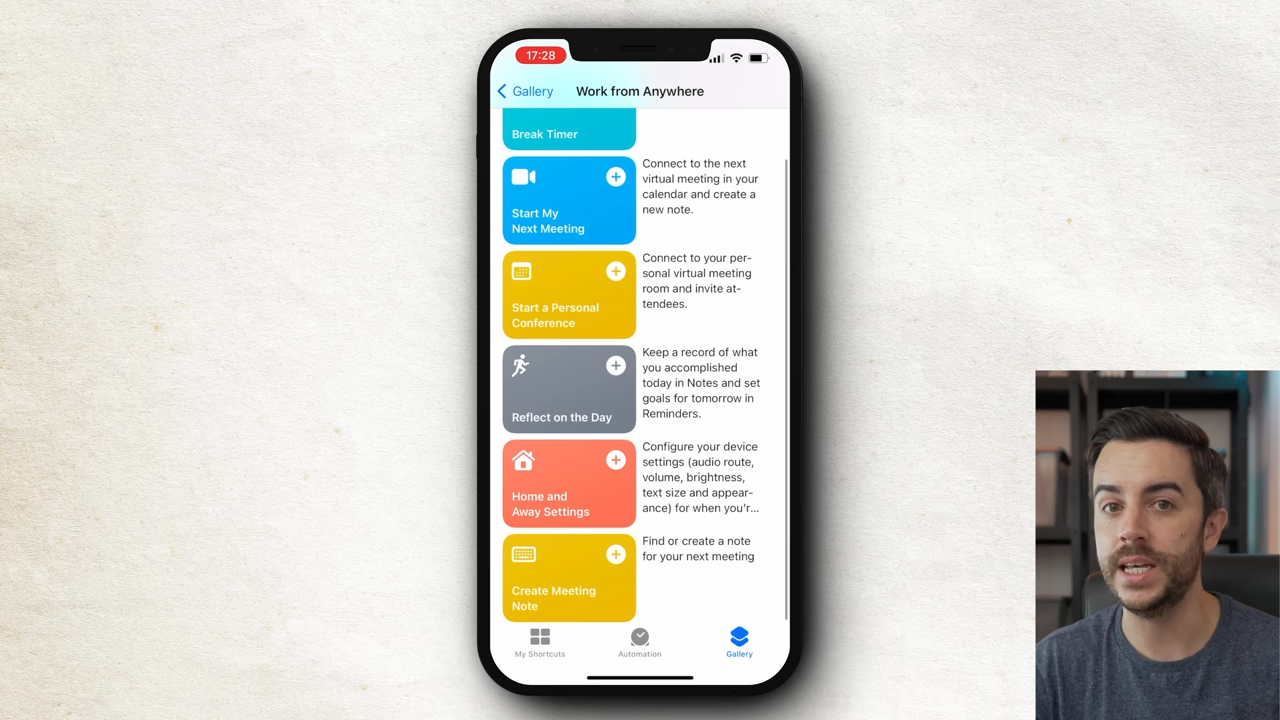 17:28
Gallery
Work from Anywhere
Break Timer
Start My
Next Meeting
Connect to the next
virtual meeting in your
calendar and create a
new note.
Start a Personal
Conference
Connect to your per-
sonal virtual meeting
room and invite at-
tendees.
Reflect on the Day
Keep a record of what
you accomplished
today in Notes and set
goals for tomorrow in
Reminders.
Home and
Away Settings
Configure your device
settings (audio route,
volume, brightness,
text size and appear-
ance) for when you'r...
Create Meeting
Note
Find or create a note
for your next meeting
My Shortcuts
Automation
Gallery